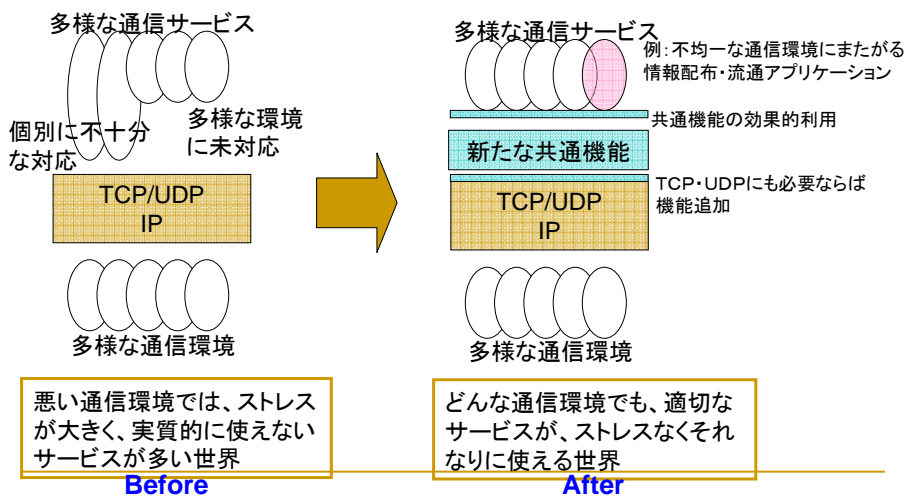 多様な通信サービス
個別に不十分
な対応
多様な環境
に未対応
TCP/UDP
IP
多様な通信環境
悪い通信環境では、ストレス
が大きく、実質的に使えない
サービスが多い世界
Before
多様な通信サービス
例:不均一な通信環境にまたがる
情報配布・流通アプリケーション
共通機能の効果的利用
新たな共通機能
TCP・UDPにも必要ならば
機能追加
TCP/UDP
IP
多様な通信環境
どんな通信環境でも、適切な
サービスが、ストレスなくそれ
なりに使える世界
After